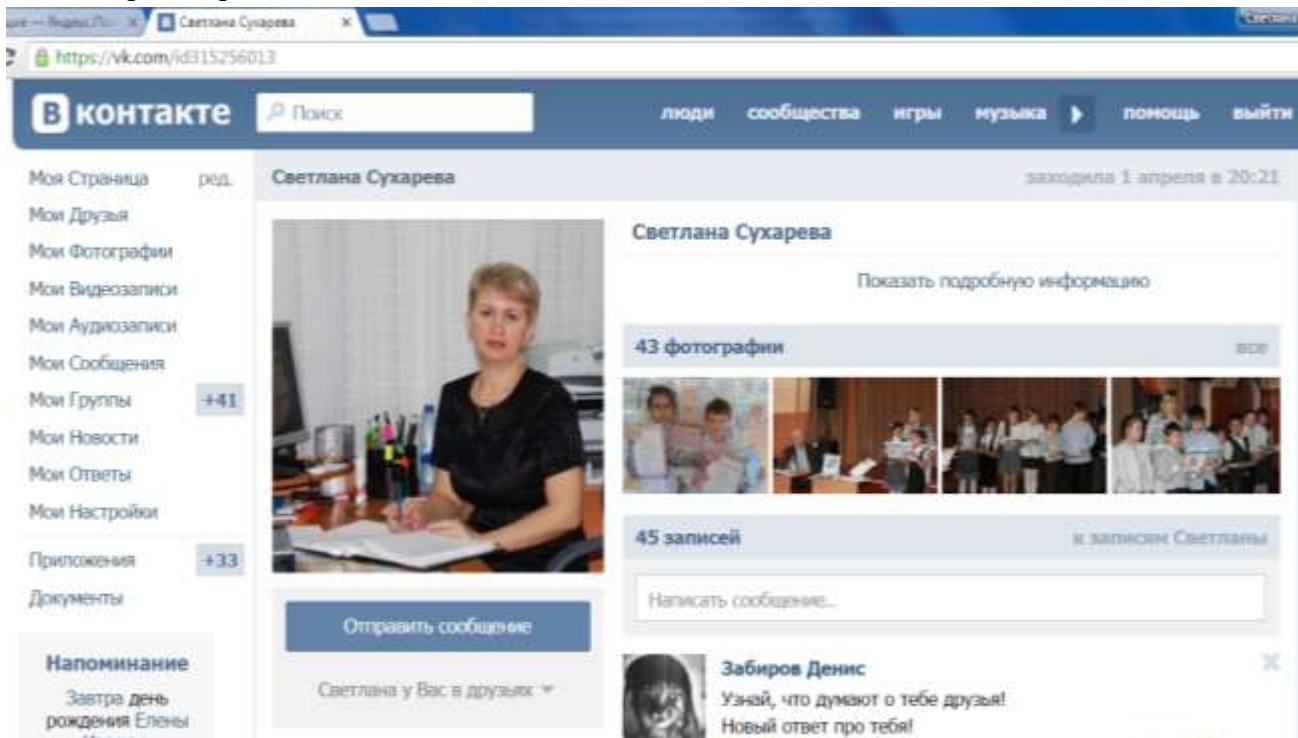 Светлана Сухарева
https://vk.com/id315256013
В контакте
Поиск
люди сообщества игры музыка помощь выйти
Моя Страница ред.
Мои Друзья
Мои Фотографии
Мои Видеозаписи
Мои Аудиозаписи
Мои Сообщения
Мои Группы +41
Мои Новости
Мои Ответы
Мои Настройки
Приложения +33
Документы
Напоминание
Завтра день
рождения Елены
Светлана Сухарева
заходила 1 апреля в 20:21
Отправить сообщение
Светлана у Вас в друзьях
Светлана Сухарева
Показать подробную информацию
43 фотографии все
45 записей к записям Светланы
Написать сообщение...
Забиров Денис
Узнай, что думают о тебе друзья!
Новый ответ про тебя!